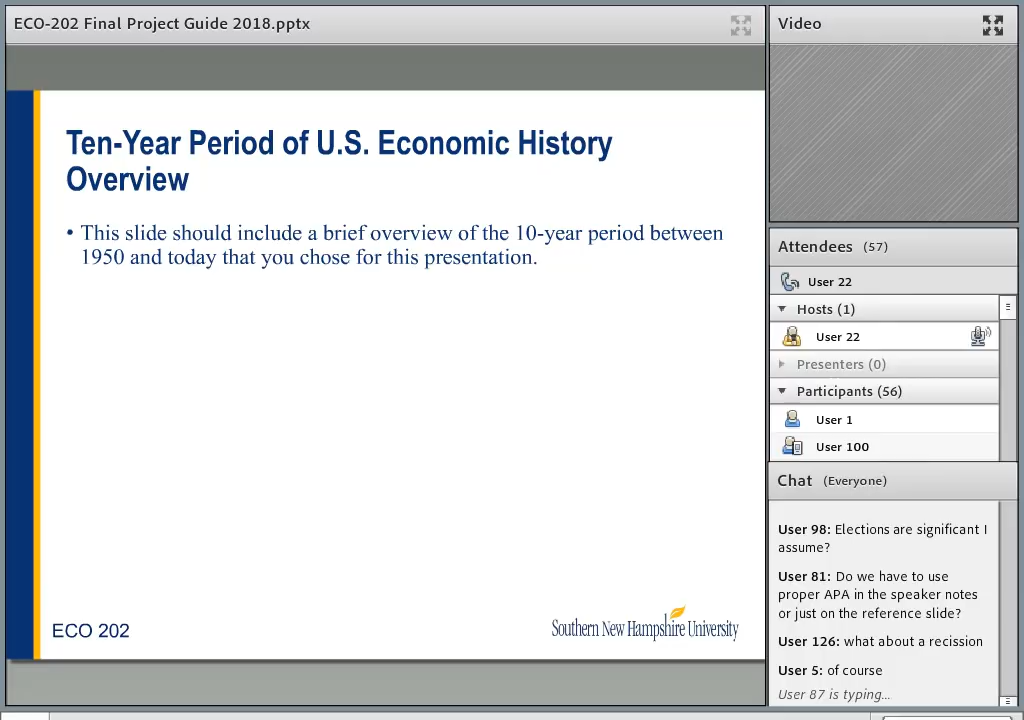 ECO-202 Final Project Guide 2018.pptx
Ten-Year Period of U.S. Economic History
Overview
• This slide should include a brief overview of the 10-year period between
1950 and today that you chose for this presentation.
ECO 202
Southern New Hampshire University
Video
Attendees (57)
User 22
Hosts (1)
User 22
Presenters (0)
Participants (56)
User 1
User 100
Chat (Everyone)
User 98: Elections are significant I
assume?
User 81: Do we have to use
proper APA in the speaker notes
or just on the reference slide?
User 126: what about a recission
User 5: of course
User 87 is typing...